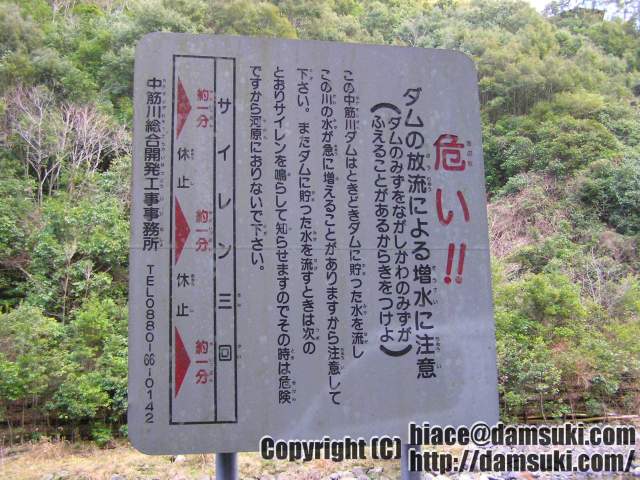 危い!!
ダムの放流による増水に注意
(ダムのみずをながしかわのみずが
ふえることがあるからきをつけよ)
この中筋川ダムはときどきダムに貯った水を流し
この川の水が急に増えることがありますから注意して
下さい。またダムに貯った水を流すときは次の
とおりサイレンを鳴らして知らせますのでその時は危険
ですから河原におりないで下さい。
サイレン三回
約一分 休止 約一分 休止 約一分
中筋川総合開発工事事務所 TEL0880-66-0142
Copyright (C) hiace@damsuki.com
http://damsuki.com/